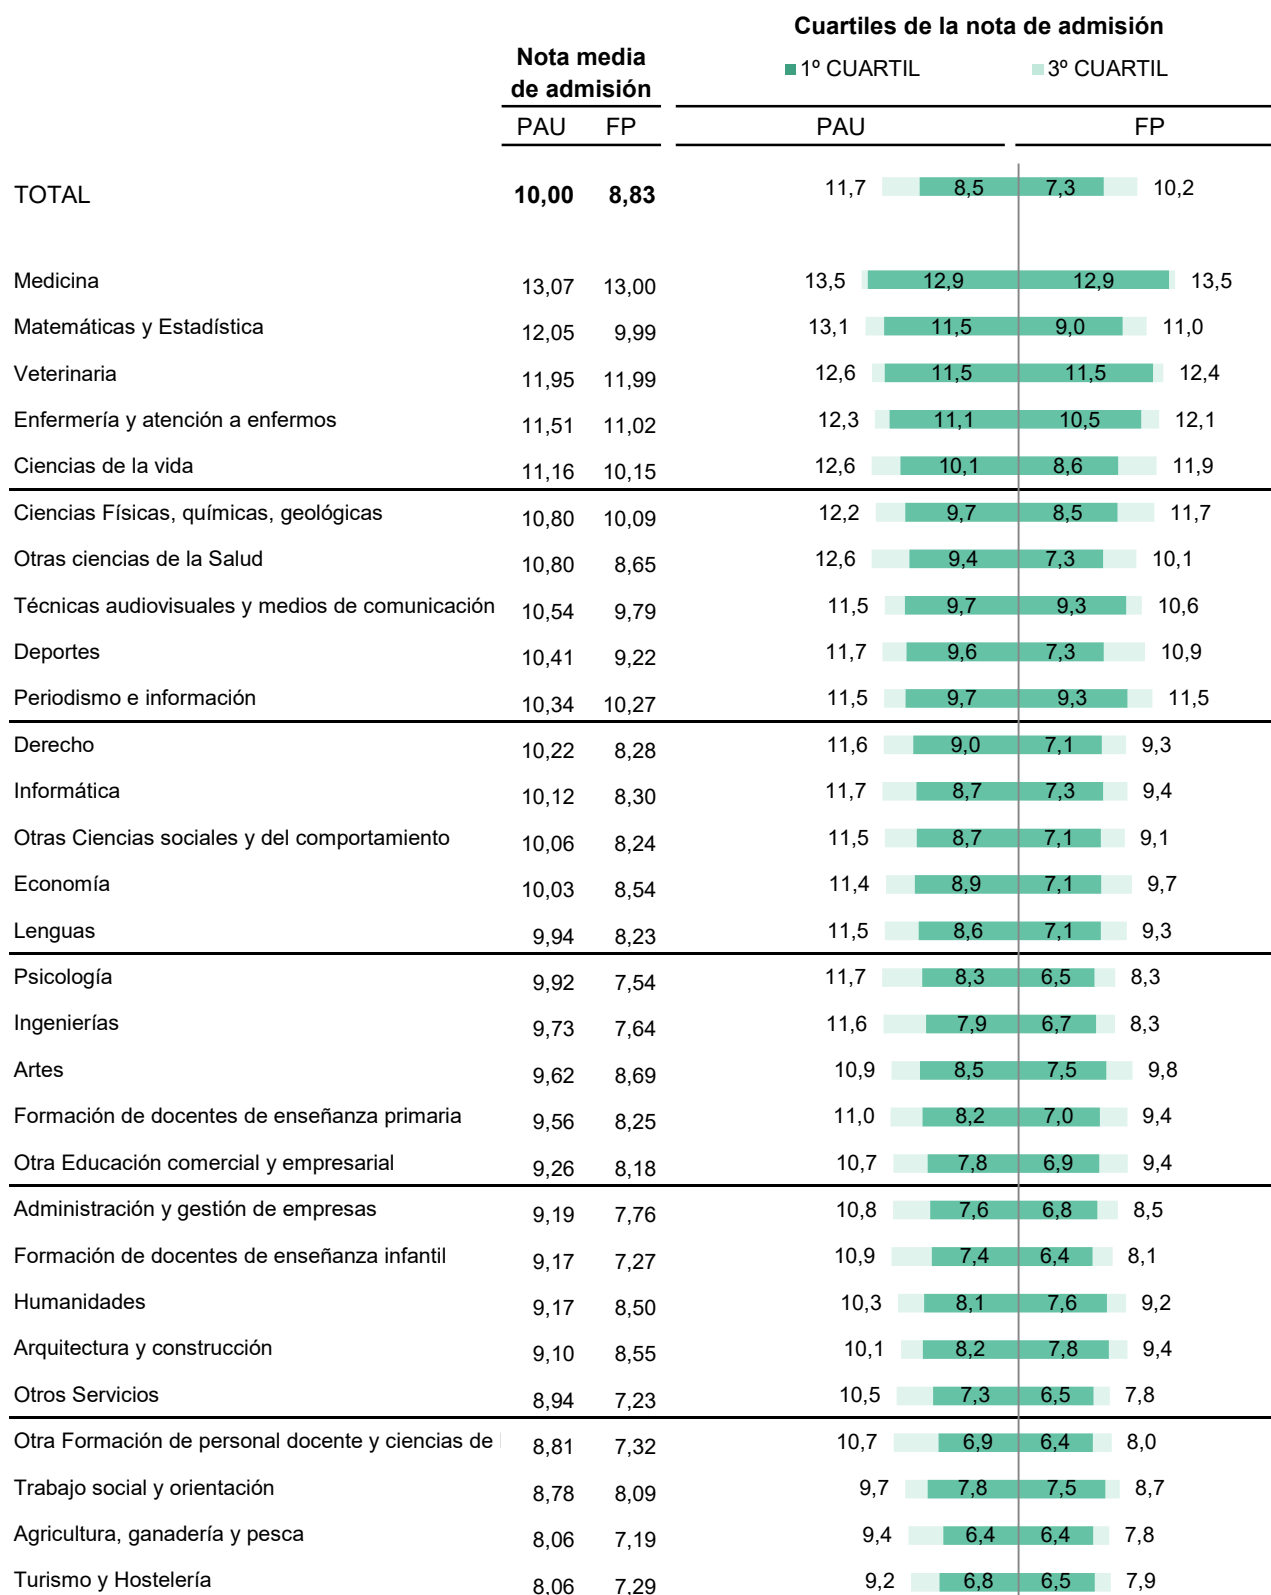 Cuartiles de la nota de admisión
Nota media de admisión
1º CUARTIL 3º CUARTIL
PAU FP PAU FP
TOTAL 10,00 8,83 11,7 8,5 7,3 10,2
Medicina 13,07 13,00 13,5 12,9 12,9 13,5
Matemáticas y Estadística 12,05 9,99 13,1 11,5 9,0 11,0
Veterinaria 11,95 11,99 12,6 11,5 11,5 12,4
Enfermería y atención a enfermos 11,51 11,02 12,3 11,1 10,5 12,1
Ciencias de la vida 11,16 10,15 12,6 10,1 8,6 11,9
Ciencias Físicas, químicas, geológicas 10,80 10,09 12,2 9,7 8,5 11,7
Otras ciencias de la Salud 10,80 8,65 12,6 9,4 7,3 10,1
Técnicas audiovisuales y medios de comunicación 10,54 9,79 11,5 9,7 9,3 10,6
Deportes 10,41 9,22 11,7 9,6 7,3 10,9
Periodismo e información 10,34 10,27 11,5 9,7 9,3 11,5
Derecho 10,22 8,28 11,6 9,0 7,1 9,3
Informática 10,12 8,30 11,7 8,7 7,3 9,4
Otras Ciencias sociales y del comportamiento 10,06 8,24 11,5 8,7 7,1 9,1
Economía 10,03 8,54 11,4 8,9 7,1 9,7
Lenguas 9,94 8,23 11,5 8,6 7,1 9,3
Psicología 9,92 7,54 11,7 8,3 6,5 8,3
Ingenierías 9,73 7,64 11,6 7,9 6,7 8,3
Artes 9,62 8,69 10,9 8,5 7,5 9,8
Formación de docentes de enseñanza primaria 9,56 8,25 11,0 8,2 7,0 9,4
Otra Educación comercial y empresarial 9,26 8,18 10,7 7,8 6,9 9,4
Administración y gestión de empresas 9,19 7,76 10,8 7,6 6,8 8,5
Formación de docentes de enseñanza infantil 9,17 7,27 10,9 7,4 6,4 8,1
Humanidades 9,17 8,50 10,3 8,1 7,6 9,2
Arquitectura y construcción 9,10 8,55 10,1 8,2 7,8 9,4
Otros Servicios 8,94 7,23 10,5 7,3 6,5 7,8
Otra Formación de personal docente y ciencias de 8,81 7,32 10,7 6,9 6,4 8,0
Trabajo social y orientación 8,78 8,09 9,7 7,8 7,5 8,7
Agricultura, ganadería y pesca 8,06 7,19 9,4 6,4 6,4 7,8
Turismo y Hostelería 8,06 7,29 9,2 6,8 6,5 7,9